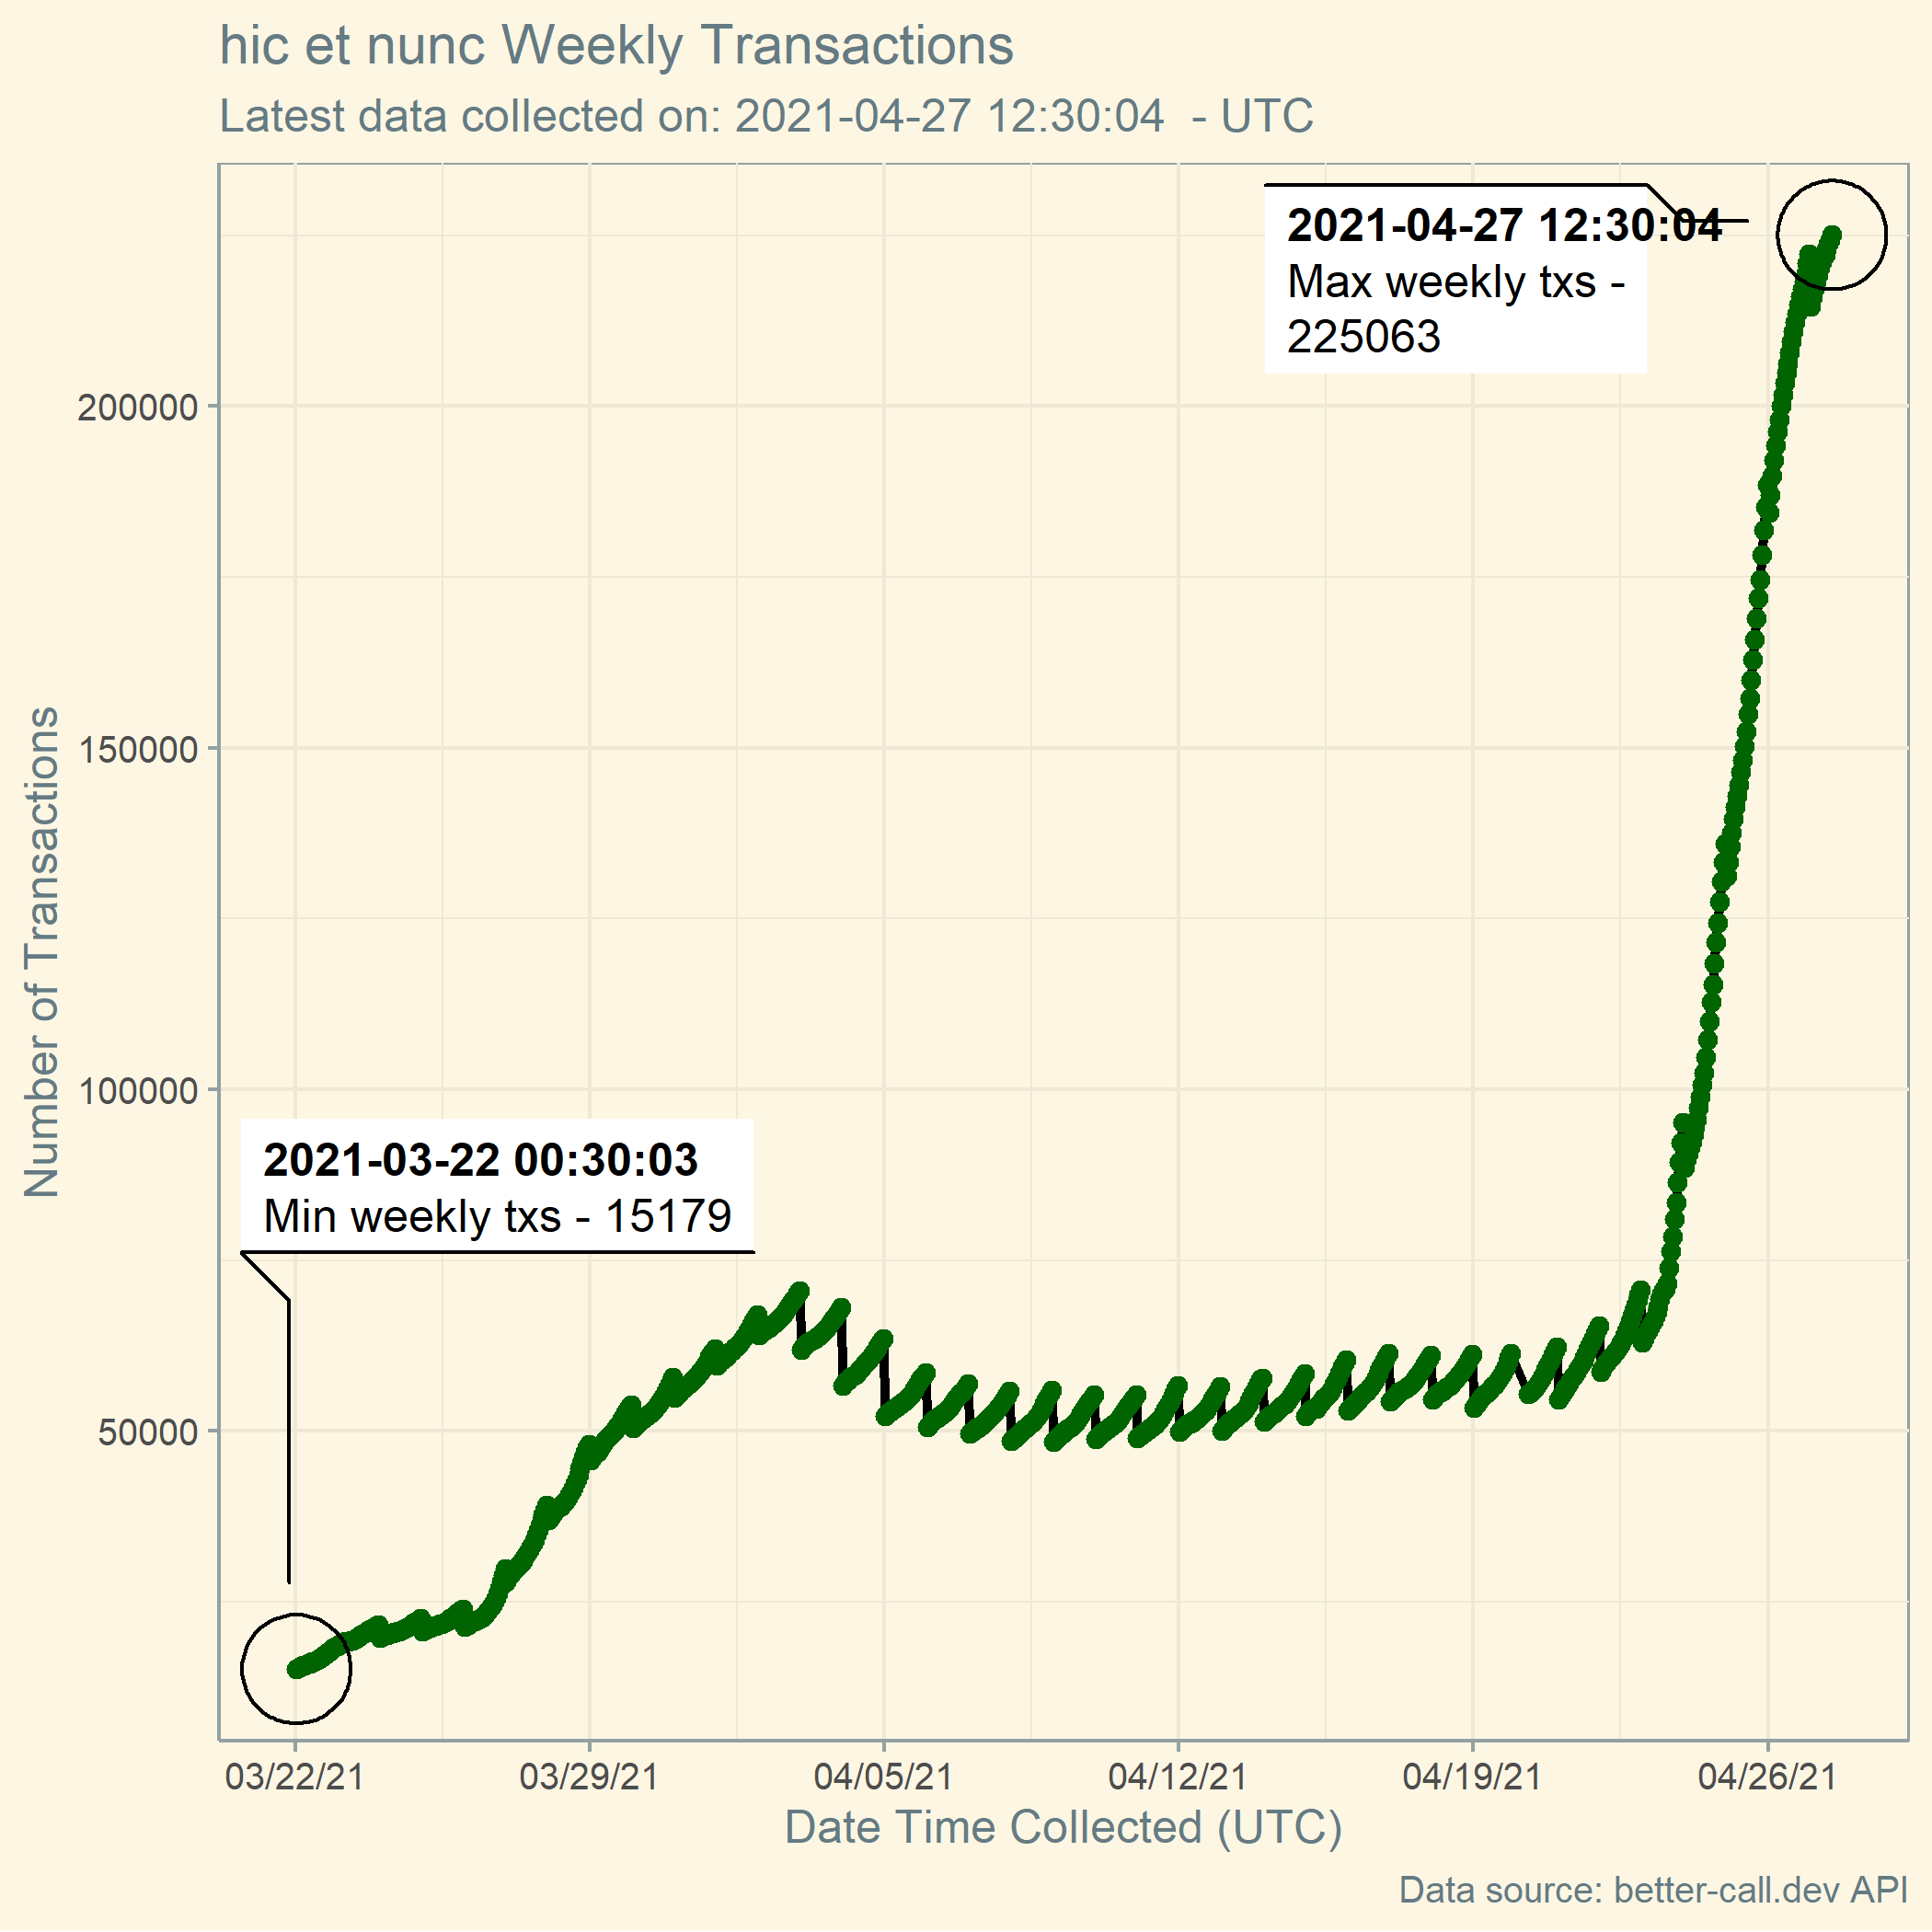 hic et nunc Weekly Transactions
Latest data collected on: 2021-04-27 12:30:04  - UTC
2021-04-27 12:30:04
Max weekly txs -
225063
200000
150000
100000
50000
Number of Transactions
2021-03-22 00:30:03
Min weekly txs - 15179
03/22/21
03/29/21
04/05/21
04/12/21
04/19/21
04/26/21
Date Time Collected (UTC)
Data source: better-call.dev API